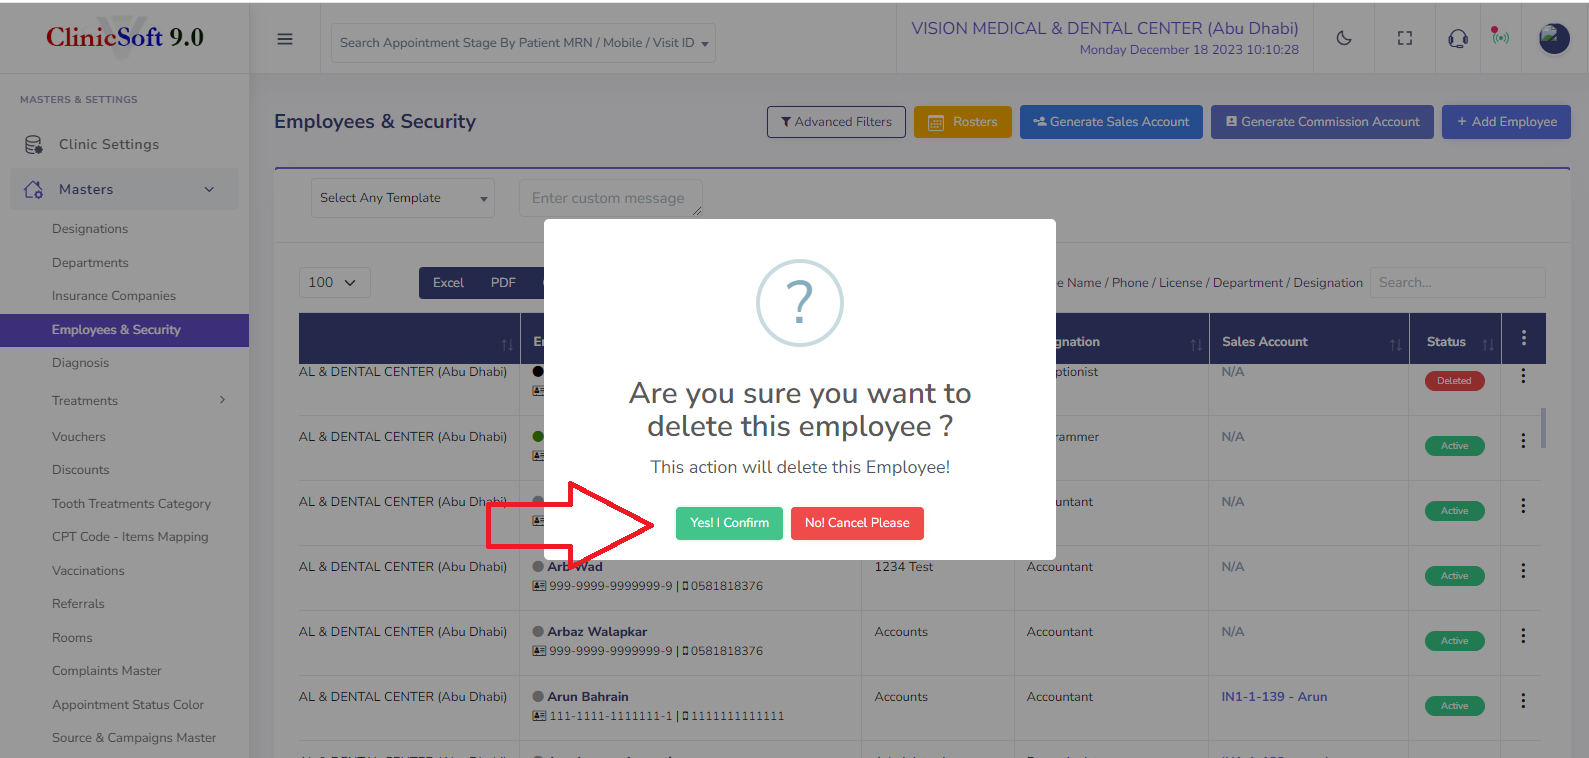 ClinicSoft 9.0
Search Appointment Stage By Patient MRN / Mobile / Visit ID
VISION MEDICAL & DENTAL CENTER (Abu Dhabi)
Monday December 18 2023 10:10:28
MASTERS & SETTINGS
Clinic Settings
Masters
Designations
Departments
Insurance Companies
Employees & Security
Diagnosis
Treatments
Vouchers
Discounts
Tooth Treatments Category
CPT Code - Items Mapping
Vaccinations
Referrals
Rooms
Complaints Master
Appointment Status Color
Source & Campaigns Master
Employees & Security
Advanced Filters
Rosters
Generate Sales Account
Generate Commission Account
+ Add Employee
Select Any Template
Enter custom message
100
Excel PDF
e Name / Phone / License / Department / Designation
Search...
gnation Sales Account Status
AL & DENTAL CENTER (Abu Dhabi) ptionist N/A Deleted
AL & DENTAL CENTER (Abu Dhabi) rammer N/A Active
AL & DENTAL CENTER (Abu Dhabi) untant N/A Active
AL & DENTAL CENTER (Abu Dhabi) Arb Wad 1234 Test Accountant N/A Active
999-9999-9999999-9 | 0581818376
AL & DENTAL CENTER (Abu Dhabi) Arbaz Walapkar Accounts Accountant N/A Active
999-9999-9999999-9 | 0581818376
AL & DENTAL CENTER (Abu Dhabi) Arun Bahrain Accounts Accountant IN1-1-139 - Arun Active
111-1111-1111111-1 | 1111111111111
?
Are you sure you want to
delete this employee ?
This action will delete this Employee!
Yes! I Confirm
No! Cancel Please